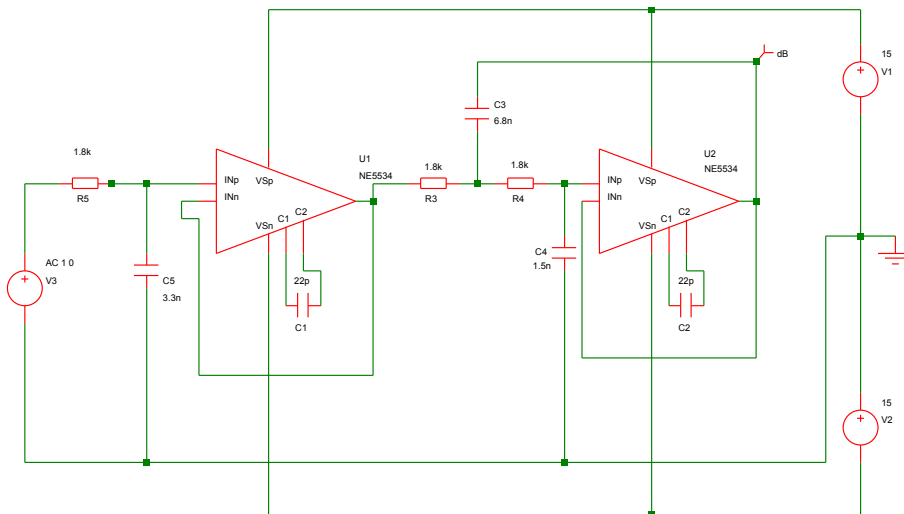 dB
15
V1
C3
6.8n
1.8k
R5
U1
NE5534
INp
INn
VSp
VSn
C1
C2
22p
C1
1.8k
R3
1.8k
R4
U2
NE5534
INp
INn
VSp
VSn
C1
C2
22p
C2
C4
1.5n
AC 1 0
V3
C5
3.3n
15
V2